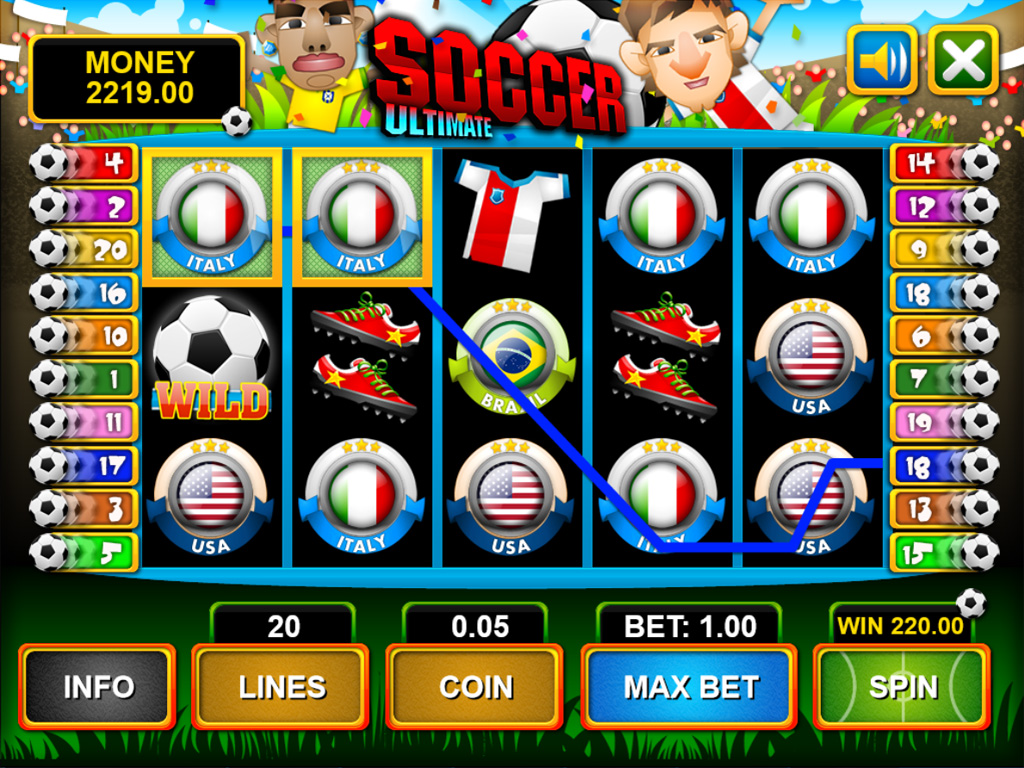 MONEY
2219.00
SOCCER
ULTIMATE
4
14
2
12
20
9
ITALY
ITALY
ITALY
ITALY
16
18
10
6
1
7
WILD
BRAZIL
USA
11
19
17
18
3
13
USA
ITALY
USA
ITALY
USA
5
15
20
0.05
BET: 1.00
WIN 220.00
INFO
LINES
COIN
MAX BET
SPIN